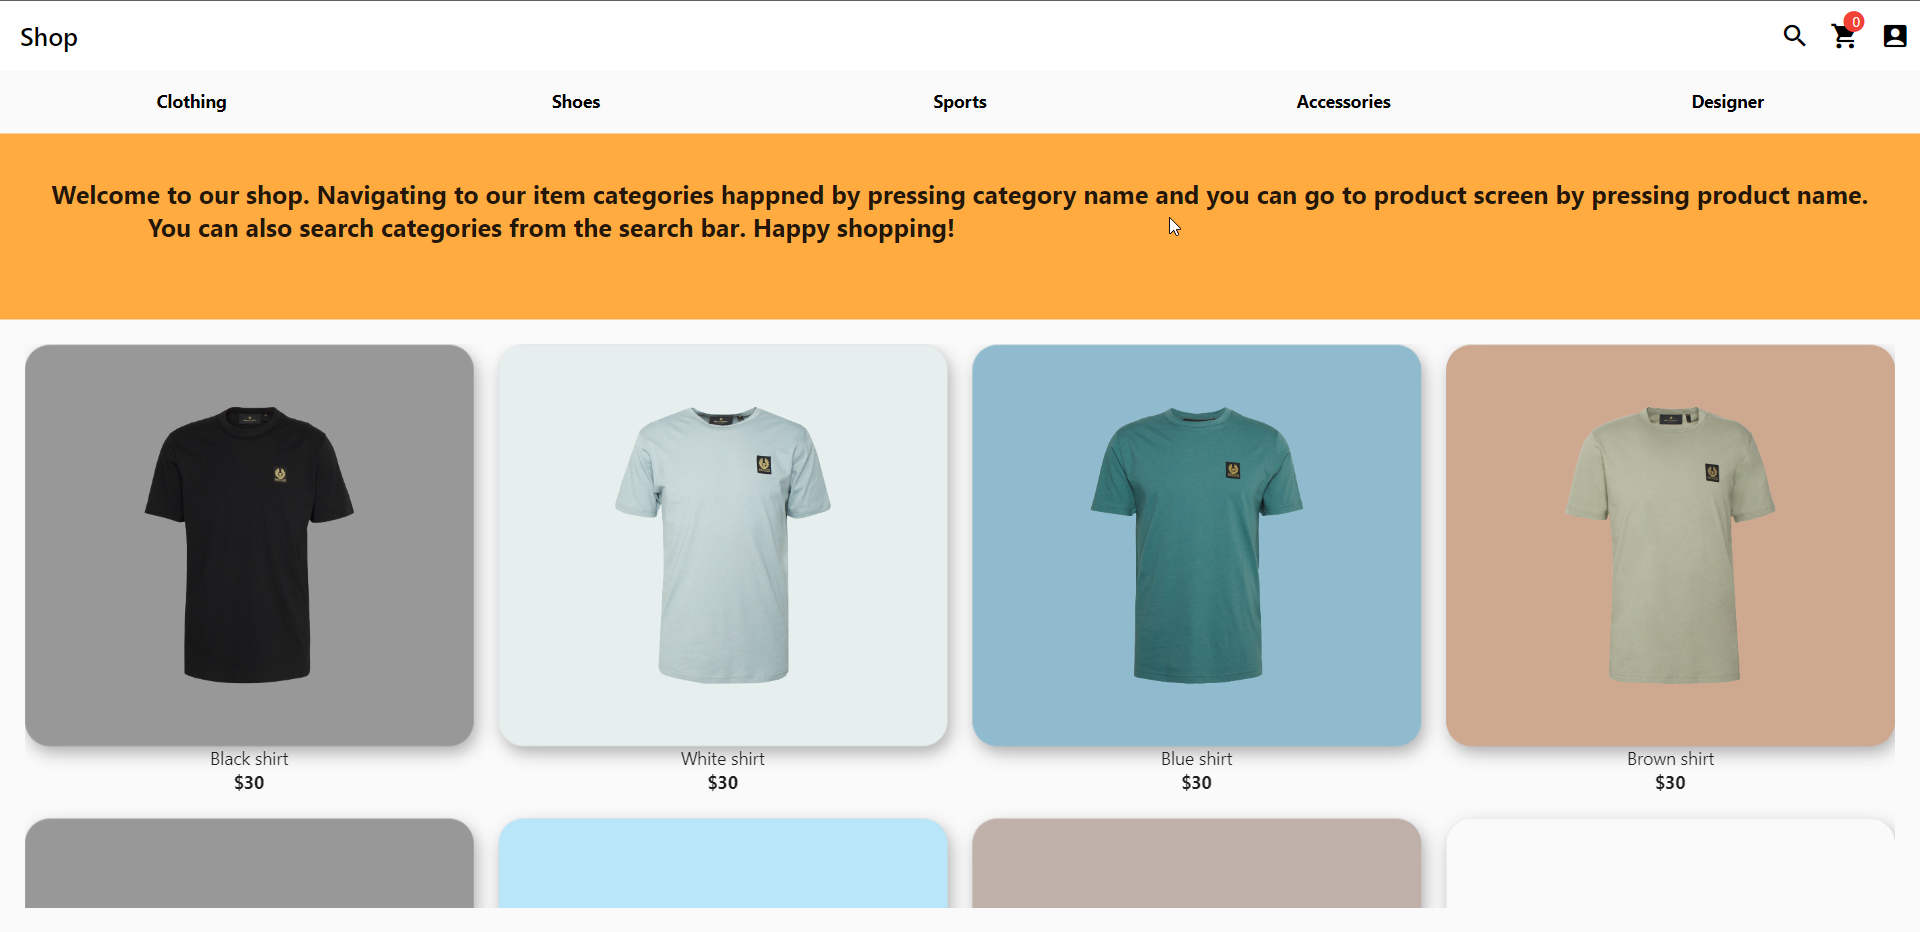 Shop
0
Clothing Shoes Sports Accessories Designer
Welcome to our shop. Navigating to our item categories happned by pressing category name and you can go to product screen by pressing product name.
You can also search categories from the search bar. Happy shopping!
Black shirt White shirt Blue shirt Brown shirt
$30 $30 $30 $30